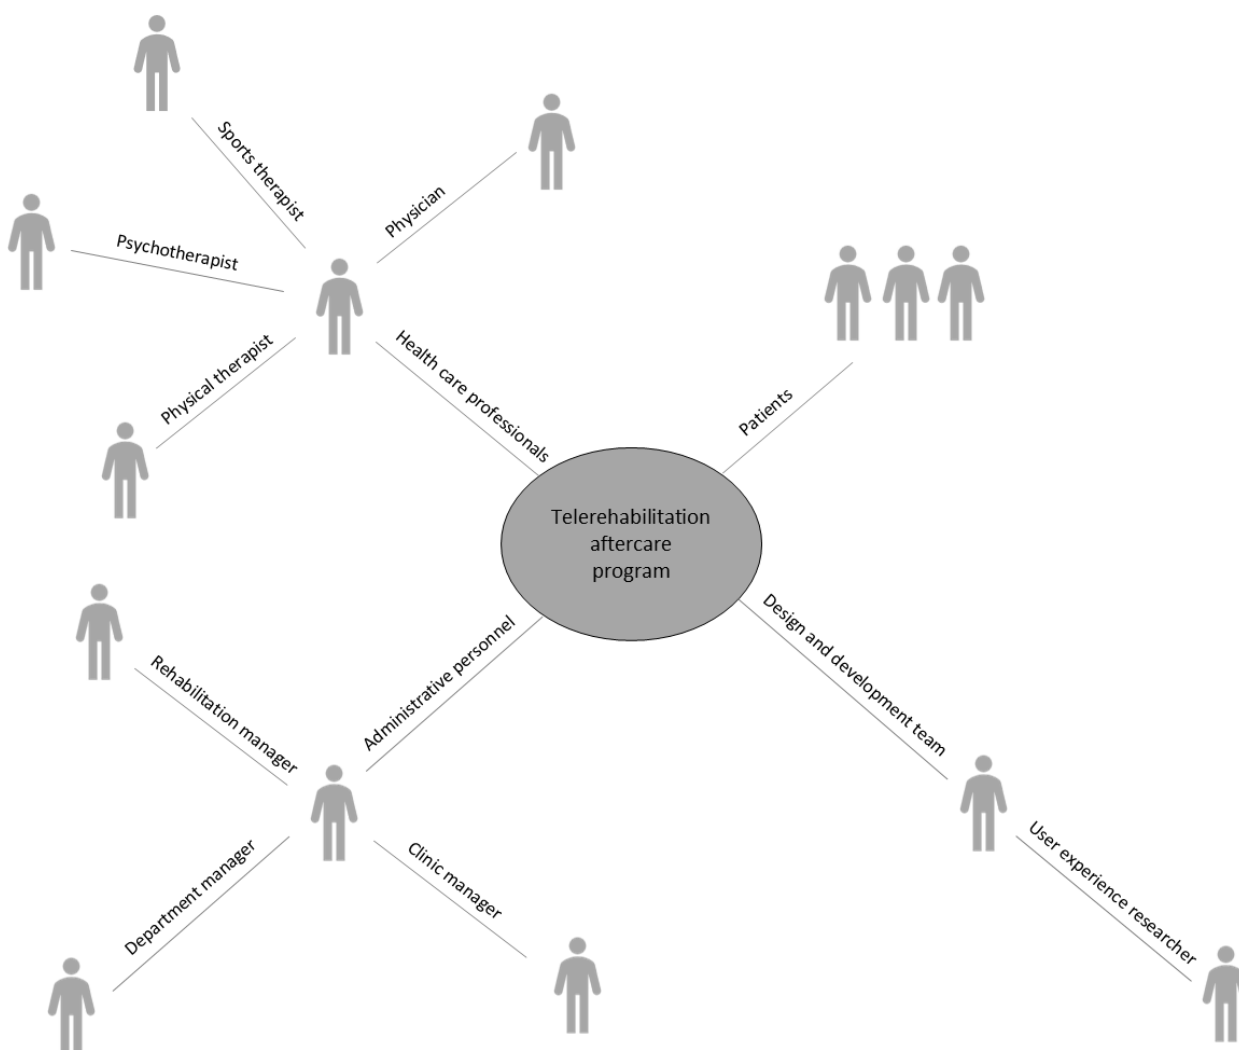 Sports therapist
Physician
Psychotherapist
Physical therapist
Health care professionals
Patients
Telerehabilitation
aftercare
program
Rehabilitation manager
Administrative personnel
Design and development team
Department manager
Clinic manager
User experience researcher